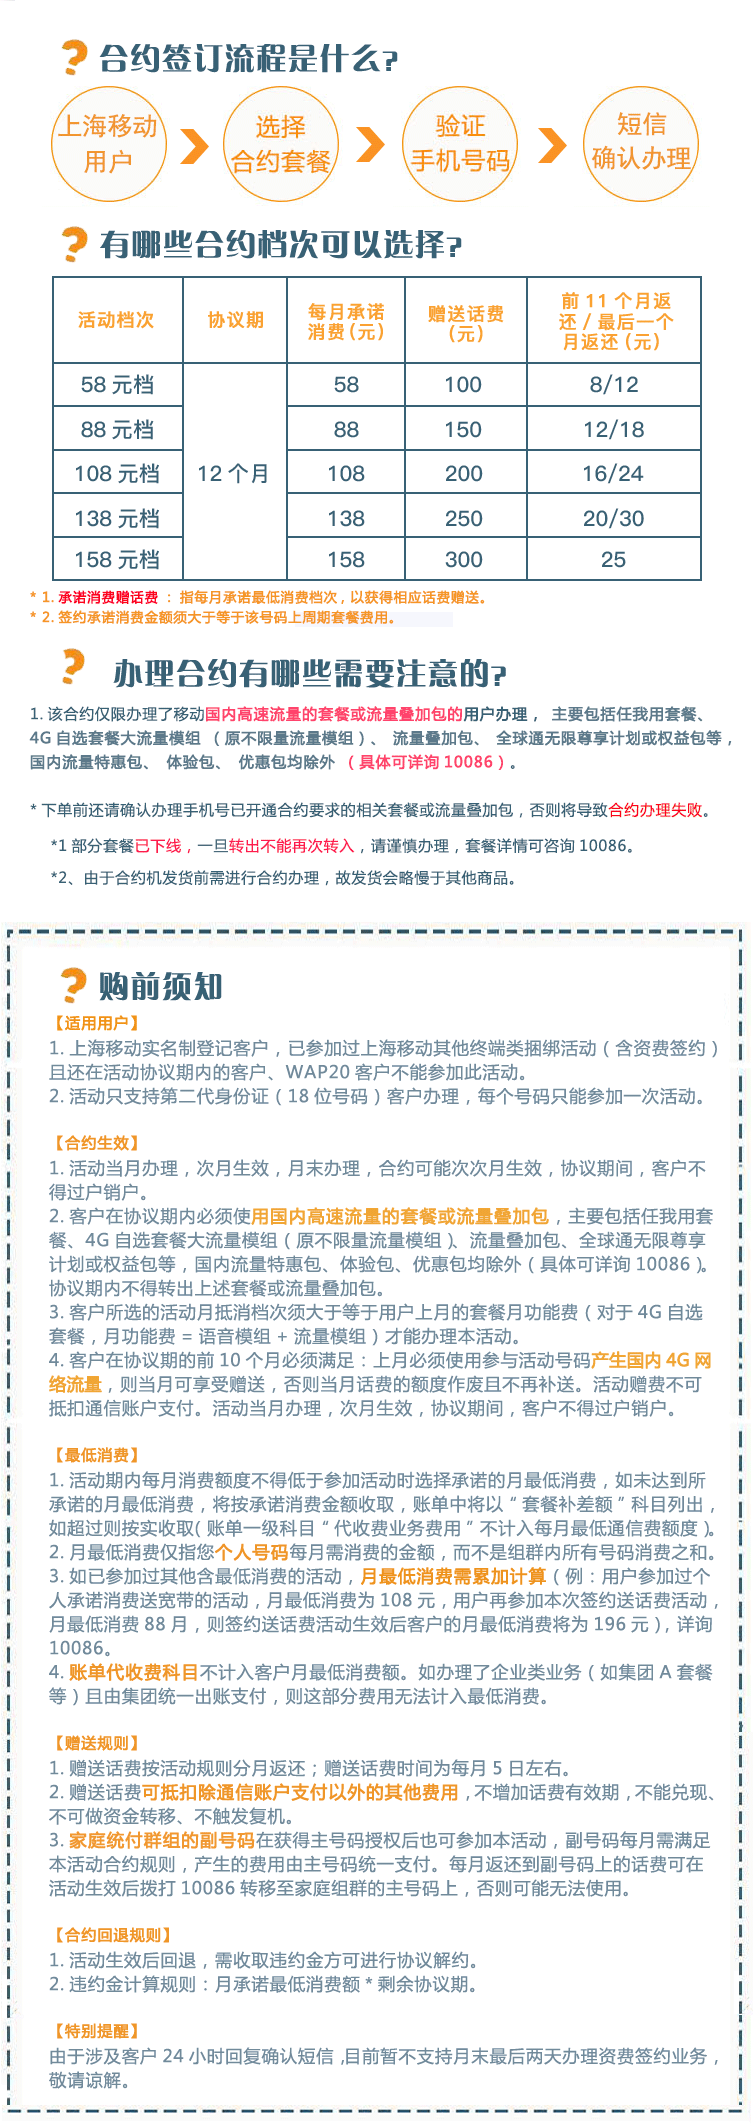 合约签订流程是什么?
上海移动
用户
选择
合约套餐
验证
手机号码
短信
确认办理
有哪些合约档次可以选择?
活动档次 协议期 每月承诺消费(元) 赠送话费(元) 前11个月返还/最后一个月返还(元)
58元档 58 100 8/12
88元档 88 150 12/18
108元档 12个月 108 200 16/24
138元档 138 250 20/30
158元档 158 300 25
* 1. 承诺消费赠话费 ：指每月承诺最低消费档次，以获得相应话费赠送。
* 2. 签约承诺消费金额须大于等于该号码上周期套餐费用。
办理合约有哪些需要注意的?
1. 该合约仅限办理了移动国内高速流量的套餐或流量叠加包的用户办理， 主要包括任我用套餐、
4G自选套餐大流量模组 （原不限量流量模组）、 流量叠加包、 全球通无限尊享计划或权益包等，
国内流量特惠包、 体验包、 优惠包均除外 （具体可详询10086）。
* 下单前还请确认办理手机号已开通合约要求的相关套餐或流量叠加包，否则将导致合约办理失败。
*1 部分套餐已下线，一旦转出不能再次转入，请谨慎办理，套餐详情可咨询10086。
*2、由于合约机发货前需进行合约办理，故发货会略慢于其他商品。
购前须知
【适用用户】
1. 上海移动实名制登记客户，已参加过上海移动其他终端类捆绑活动（含资费签约）
且还在活动协议期内的客户、WAP20客户不能参加此活动。
2. 活动只支持第二代身份证（18位号码）客户办理，每个号码只能参加一次活动。
【合约生效】
1. 活动当月办理，次月生效，月末办理，合约可能次次月生效，协议期间，客户不
得过户销户。
2. 客户在协议期内必须使用国内高速流量的套餐或流量叠加包，主要包括任我用套
餐、4G自选套餐大流量模组（原不限量流量模组）、流量叠加包、全球通无限尊享
计划或权益包等，国内流量特惠包、体验包、优惠包均除外（具体可详询10086）。
协议期内不得转出上述套餐或流量叠加包。
3. 客户所选的活动月抵消档次须大于等于用户上月的套餐月功能费（对于4G自选
套餐，月功能费 = 语音模组 + 流量模组）才能办理本活动。
4. 客户在协议期的前10个月必须满足：上月必须使用参与活动号码产生国内4G网
络流量，则当月可享受赠送，否则当月话费的额度作废且不再补送。活动赠费不可
抵扣通信账户支付。活动当月办理，次月生效，协议期间，客户不得过户销户。
【最低消费】
1. 活动期内每月消费额度不得低于参加活动时选择承诺的月最低消费，如未达到所
承诺的月最低消费，将按承诺消费金额收取，账单中将以“套餐补差额”科目列出，
如超过则按实收取（账单一级科目“代收费业务费用”不计入每月最低通信费额度）。
2. 月最低消费仅指您个人号码每月需消费的金额，而不是组群内所有号码消费之和。
3. 如已参加过其他含最低消费的活动，月最低消费需累加计算（例：用户参加过个
人承诺消费送宽带的活动，月最低消费为108元，用户再参加本次签约送话费活动，
月最低消费88月，则签约送话费活动生效后客户的月最低消费将为196元），详询
10086。
4. 账单代收费科目不计入客户月最低消费额。如办理了企业类业务（如集团A套餐
等）且由集团统一出账支付，则这部分费用无法计入最低消费。
【赠送规则】
1. 赠送话费按活动规则分月返还；赠送话费时间为每月5日左右。
2. 赠送话费可抵扣除通信账户支付以外的其他费用，不增加话费有效期，不能兑现、
不可做资金转移、不触发复机。
3. 家庭统付群组的副号码在获得主号码授权后也可参加本活动，副号码每月需满足
本活动合约规则，产生的费用由主号码统一支付。每月返还到副号码上的话费可在
活动生效后拨打10086转移至家庭组群的主号码上，否则可能无法使用。
【合约回退规则】
1. 活动生效后回退，需收取违约金方可进行协议解约。
2. 违约金计算规则：月承诺最低消费额 * 剩余协议期。
【特别提醒】
由于涉及客户24小时回复确认短信，目前暂不支持月末最后两天办理资费签约业务，
敬请谅解。